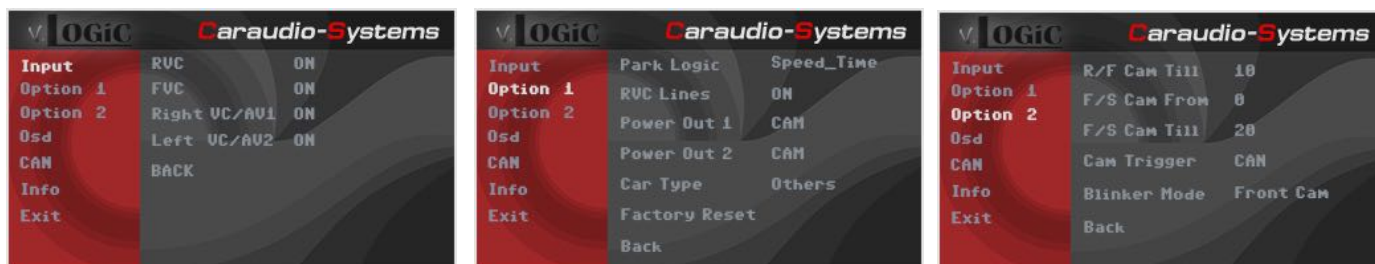 V.LOGiC Caraudio-Systems
Input
Option 1
Option 2
Osd
CAN
Info
Exit
RVC ON
FVC ON
Right VC/AV1 ON
Left VC/AV2 ON
BACK
V.LOGiC Caraudio-Systems
Input
Option 1
Option 2
Osd
CAN
Info
Exit
Park Logic Speed_Time
RVC Lines ON
Power Out 1 CAM
Power Out 2 CAM
Car Type Others
Factory Reset
Back
V.LOGiC Caraudio-Systems
Input
Option 1
Option 2
Osd
CAN
Info
Exit
R/F Cam Till 10
F/S Cam From 0
F/S Cam Till 20
Cam Trigger CAN
Blinker Mode Front Cam
Back